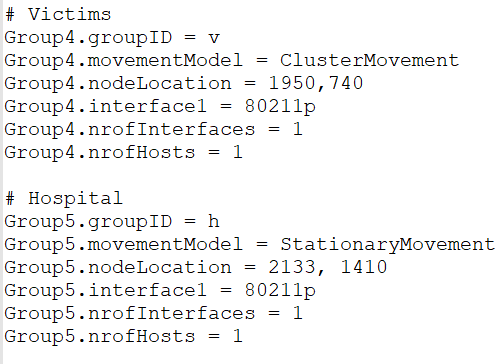 # Victims
Group4.groupID = v
Group4.movementModel = ClusterMovement
Group4.nodeLocation = 1950,740
Group4.interface1 = 80211p
Group4.nrofInterfaces = 1
Group4.nrofHosts = 1

# Hospital
Group5.groupID = h
Group5.movementModel = StationaryMovement
Group5.nodeLocation = 2133, 1410
Group5.interface1 = 80211p
Group5.nrofInterfaces = 1
Group5.nrofHosts = 1